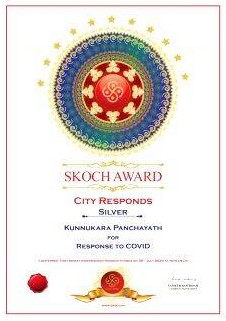 SKOCH AWARD
CITY RESPONDS
SILVER
KUNNUKARA PANCHAYATH
FOR
RESPONSE TO COVID